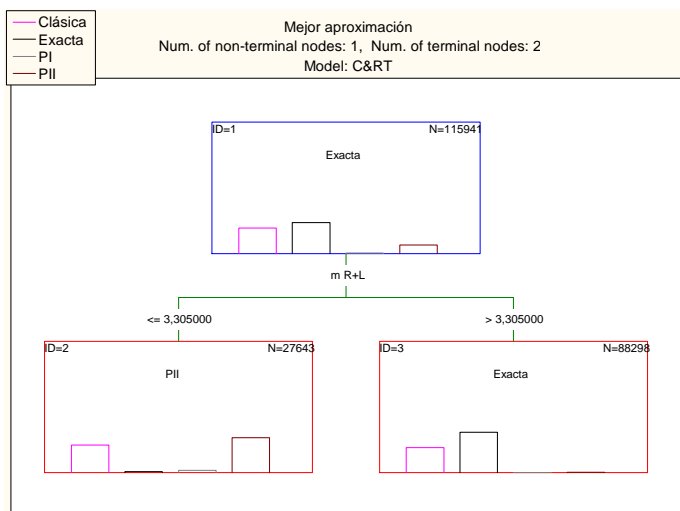 Clásica
Exacta
PI
PII
Mejor aproximación
Num. of non-terminal nodes: 1,  Num. of terminal nodes: 2
Model: C&RT
ID=1 N=115941
Exacta
m R+L
<= 3,305000 > 3,305000
ID=2 N=27643 ID=3 N=88298
PII Exacta